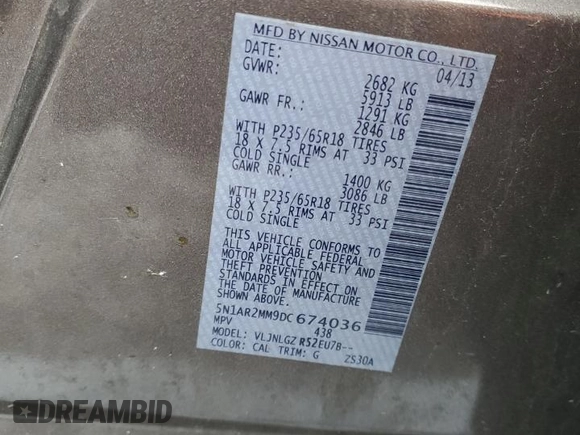 MFD BY NISSAN MOTOR CO., LTD.
DATE: 04/13
GVWR: 2682 KG
5913 LB
GAWR FR.: 1291 KG
2846 LB
WITH P235/65R18 TIRES
18 X 7.5 RIMS AT 33 PSI
COLD SINGLE
GAWR RR.: 1400 KG
3086 LB
WITH P235/65R18 TIRES
18 X 7.5 RIMS AT 33 PSI
COLD SINGLE
THIS VEHICLE CONFORMS TO
ALL APPLICABLE FEDERAL
MOTOR VEHICLE SAFETY AND
THEFT PREVENTION
STANDARDS IN EFFECT ON THE
DATE OF MANUFACTURE
SHOWN ABOVE.
5N1AR2MM9DC674036
MPV 438
MODEL: VLJNLGZ R52EU7B--
COLOR: CAL TRIM: G 2S30A
DREAMBID